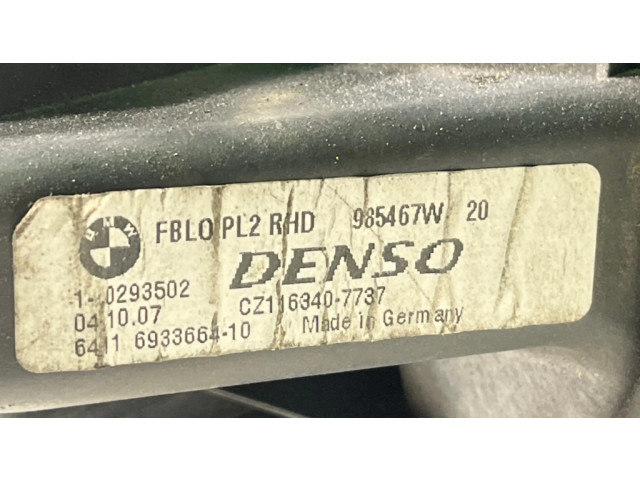 BMW FBLO PL2 RHD 985467W 20
DENSO
1-0293502 CZ116340-7737
04.10.07 Made in Germany
6411 6933664-10